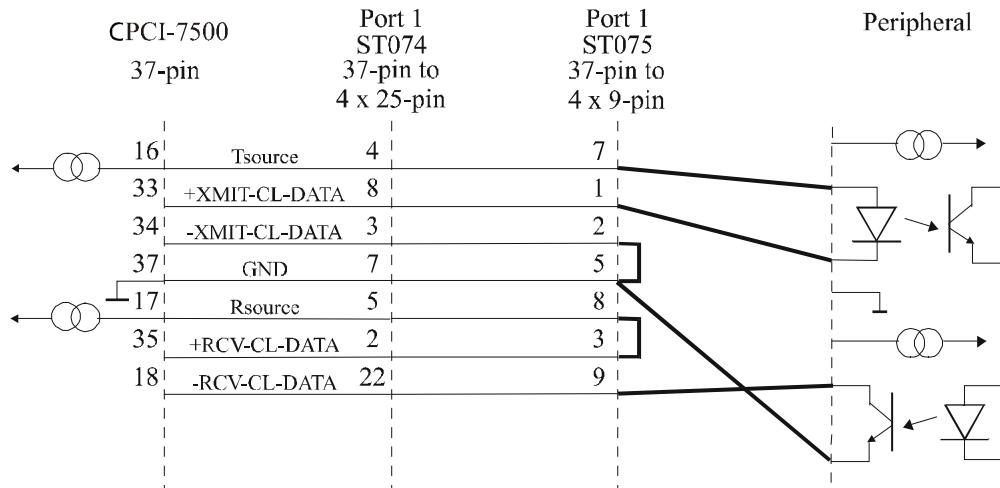 CPCI-7500
37-pin
Port 1
ST074
37-pin to
4 x 25-pin
Port 1
ST075
37-pin to
4 x 9-pin
Peripheral
16 Tsource 4 7
33 +XMIT-CL-DATA 8 1
34 -XMIT-CL-DATA 3 2
37 GND 7 5
17 Rsource 5 8
35 +RCV-CL-DATA 2 3
18 -RCV-CL-DATA 22 9